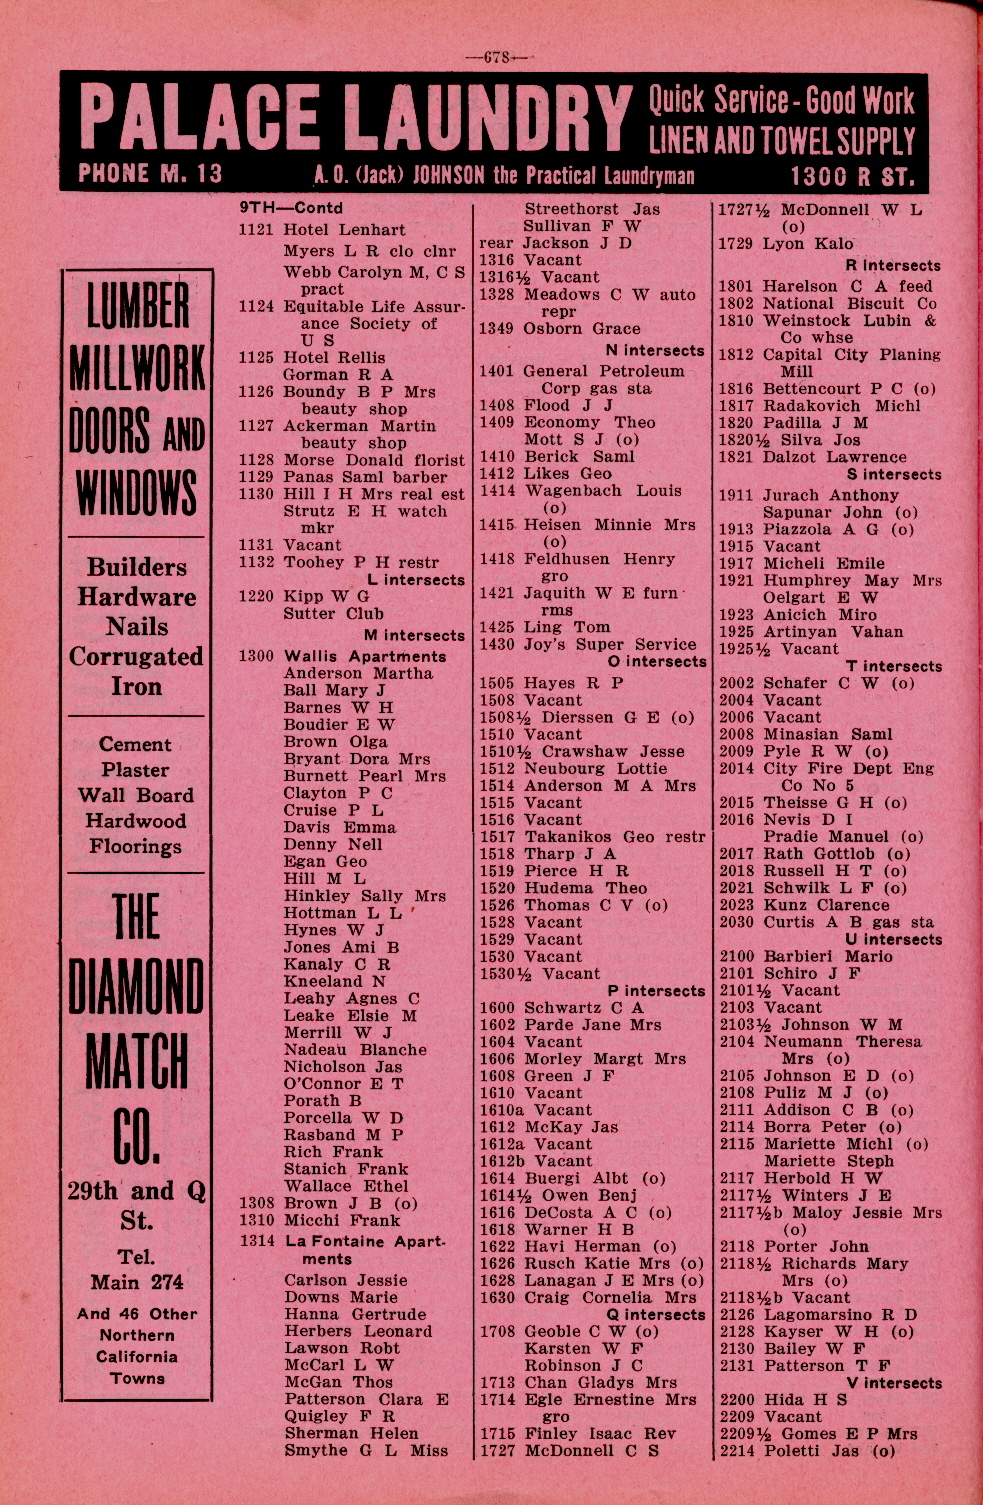 —678—
PALACE LAUNDRY
Quick Service - Good Work
LINEN AND TOWEL SUPPLY
PHONE M. 13
A. O. (Jack) JOHNSON the Practical Laundryman
1300 R ST.
LUMBER
MILLWORK
DOORS AND
WINDOWS
Builders
Hardware
Nails
Corrugated
Iron
Cement
Plaster
Wall Board
Hardwood
Floorings
THE
DIAMOND
MATCH
CO.
29th and Q
St.
Tel.
Main 274
And 46 Other
Northern
California
Towns
9TH—Contd
1121 Hotel Lenhart
Myers L R clo clnr
Webb Carolyn M, C S
pract
1124 Equitable Life Assur-
ance Society of
U S
1125 Hotel Rellis
Gorman R A
1126 Boundy B P Mrs
beauty shop
1127 Ackerman Martin
beauty shop
1128 Morse Donald florist
1129 Panas Saml barber
1130 Hill I H Mrs real est
Strutz E H watch
mkr
1131 Vacant
1132 Toohey P H restr
L intersects
1220 Kipp W G
Sutter Club
M intersects
1300 Wallis Apartments
Anderson Martha
Ball Mary J
Barnes W H
Boudier E W
Brown Olga
Bryant Dora Mrs
Burnett Pearl Mrs
Clayton P C
Cruise P L
Davis Emma
Denny Nell
Egan Geo
Hill M L
Hinkley Sally Mrs
Hottman L L
Hynes W J
Jones Ami B
Kanaly C R
Kneeland N
Leahy Agnes C
Leake Elsie M
Merrill W J
Nadeau Blanche
Nicholson Jas
O'Connor E T
Porath B
Porcella W D
Rasband M P
Rich Frank
Stanich Frank
Wallace Ethel
1308 Brown J B (o)
1310 Micchi Frank
1314 La Fontaine Apart-
ments
Carlson Jessie
Downs Marie
Hanna Gertrude
Herbers Leonard
Lawson Robt
McCarl L W
McGan Thos
Patterson Clara E
Quigley F R
Sherman Helen
Smythe G L Miss
Streethorst Jas
Sullivan F W
rear Jackson J D
1316 Vacant
1316½ Vacant
1328 Meadows C W auto
repr
1349 Osborn Grace
N intersects
1401 General Petroleum
Corp gas sta
1408 Flood J J
1409 Economy Theo
Mott S J (o)
1410 Berick Saml
1412 Likes Geo
1414 Wagenbach Louis
(o)
1415 Heisen Minnie Mrs
(o)
1418 Feldhusen Henry
gro
1421 Jaquith W E furn
rms
1425 Ling Tom
1430 Joy's Super Service
O intersects
1505 Hayes R P
1508 Vacant
1508½ Dierssen G E (o)
1510 Vacant
1510½ Crawshaw Jesse
1512 Neubourg Lottie
1514 Anderson M A Mrs
1515 Vacant
1516 Vacant
1517 Takanikos Geo restr
1518 Tharp J A
1519 Pierce H R
1520 Hudema Theo
1526 Thomas C V (o)
1528 Vacant
1529 Vacant
1530 Vacant
1530½ Vacant
P intersects
1600 Schwartz C A
1602 Parde Jane Mrs
1604 Vacant
1606 Morley Margt Mrs
1608 Green J F
1610 Vacant
1610a Vacant
1612 McKay Jas
1612a Vacant
1612b Vacant
1614 Buergi Albt (o)
1614½ Owen Benj
1616 DeCosta A C (o)
1618 Warner H B
1622 Havi Herman (o)
1626 Rusch Katie Mrs (o)
1628 Lanagan J E Mrs (o)
1630 Craig Cornelia Mrs
Q intersects
1708 Geoble C W (o)
Karsten W F
Robinson J C
1713 Chan Gladys Mrs
1714 Egle Ernestine Mrs
gro
1715 Finley Isaac Rev
1727 McDonnell C S
1727½ McDonnell W L
(o)
1729 Lyon Kalo
R intersects
1801 Harelson C A feed
1802 National Biscuit Co
1810 Weinstock Lubin &
Co whse
1812 Capital City Planing
Mill
1816 Bettencourt P C (o)
1817 Radakovich Michl
1820 Padilla J M
1820½ Silva Jos
1821 Dalzot Lawrence
S intersects
1911 Jurach Anthony
Sapunar John (o)
1913 Piazzola A G (o)
1915 Vacant
1917 Micheli Emile
1921 Humphrey May Mrs
Oelgart E W
1923 Anicich Miro
1925 Artinyan Vahan
1925½ Vacant
T intersects
2002 Schafer C W (o)
2004 Vacant
2006 Vacant
2008 Minasian Saml
2009 Pyle R W (o)
2014 City Fire Dept Eng
Co No 5
2015 Theisse G H (o)
2016 Nevis D I
Pradie Manuel (o)
2017 Rath Gottlob (o)
2018 Russell H T (o)
2021 Schwilk L F (o)
2023 Kunz Clarence
2030 Curtis A B gas sta
U intersects
2100 Barbieri Mario
2101 Schiro J F
2101½ Vacant
2103 Vacant
2103½ Johnson W M
2104 Neumann Theresa
Mrs (o)
2105 Johnson E D (o)
2108 Puliz M J (o)
2111 Addison C B (o)
2114 Borra Peter (o)
2115 Mariette Michl (o)
Mariette Steph
2117 Herbold H W
2117½ Winters J E
2117½b Maloy Jessie Mrs
(o)
2118 Porter John
2118½ Richards Mary
Mrs (o)
2118½b Vacant
2126 Lagomarsino R D
2128 Kayser W H (o)
2130 Bailey W F
2131 Patterson T F
V intersects
2200 Hida H S
2209 Vacant
2209½ Gomes E P Mrs
2214 Poletti Jas (o)